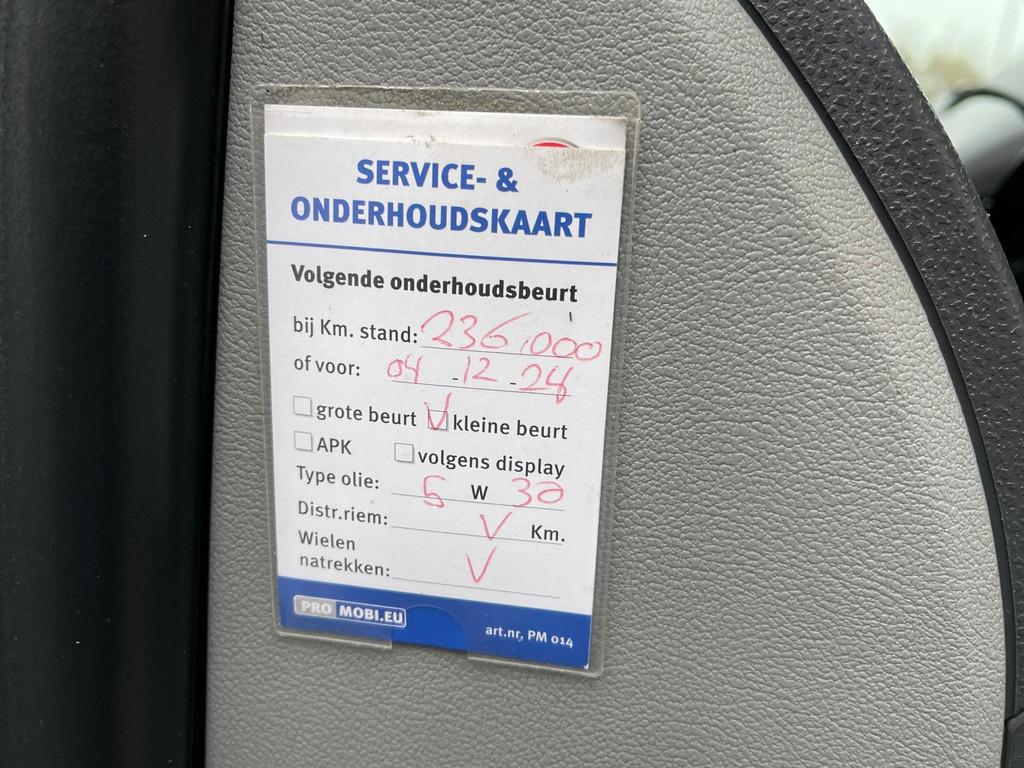 SERVICE- &
ONDERHOUDSKAART
Volgende onderhoudsbeurt
bij Km. stand: 236.000
of voor: 04 - 12 - 24
grote beurt V kleine beurt
APK volgens display
Type olie: 5 W 30
Distr.riem: V Km.
Wielen
natrekken: V
PRO MOBI.EU
art.nr, PM 014